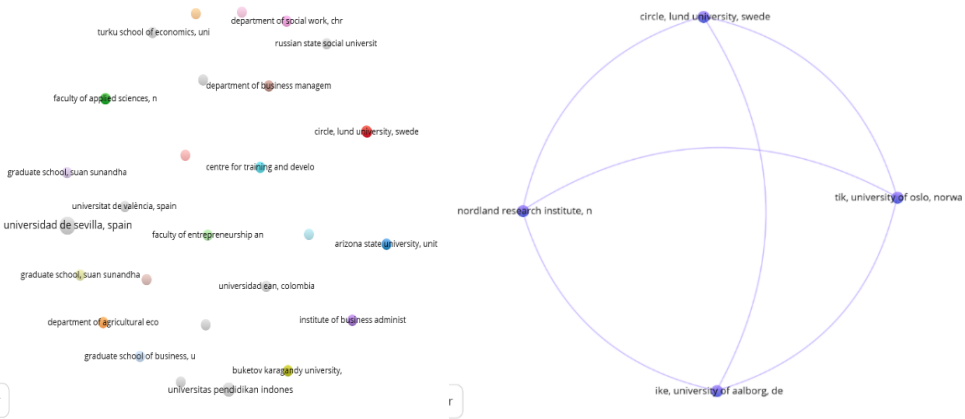 department of social work, chr
turku school of economics, uni
russian state social universit
department of business managem
faculty of applied sciences, n
circle, lund university, swede
centre for training and develo
graduate school, suan sunandha
universitat de valència, spain
universidad de sevilla, spain
faculty of entrepreneurship an
arizona state university, unit
graduate school, suan sunandha
universidad ean, colombia
department of agricultural eco
institute of business administ
graduate school of business, u
buketov karagandy university,
universitas pendidikan indones
r
circle, lund university, swede
tik, university of oslo, norwa
nordland research institute, n
ike, university of aalborg, de